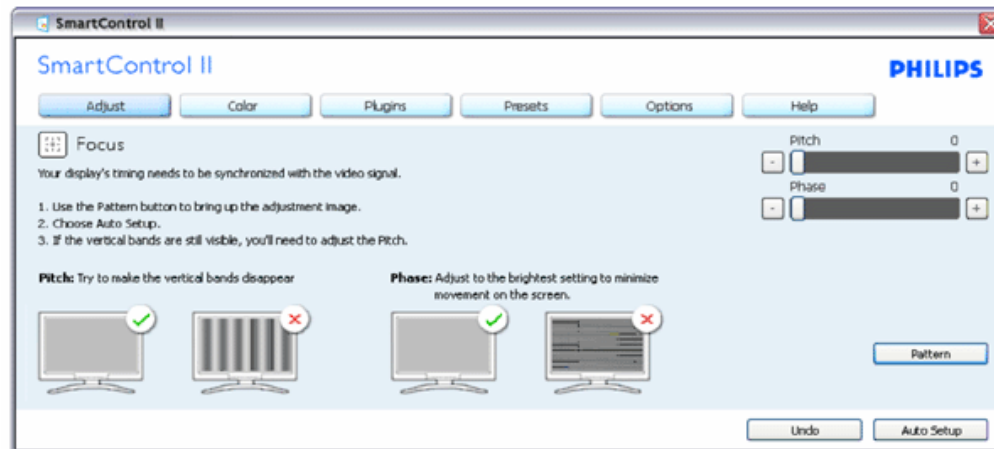 SmartControl II
SmartControl II
PHILIPS
Adjust Color Plugins Presets Options Help
Focus
Your display's timing needs to be synchronized with the video signal.
1. Use the Pattern button to bring up the adjustment image.
2. Choose Auto Setup.
3. If the vertical bands are still visible, you'll need to adjust the Pitch.
Pitch 0
- +
Phase 0
- +
Pitch: Try to make the vertical bands disappear
Phase: Adjust to the brightest setting to minimize
movement on the screen.
Pattern
Undo Auto Setup